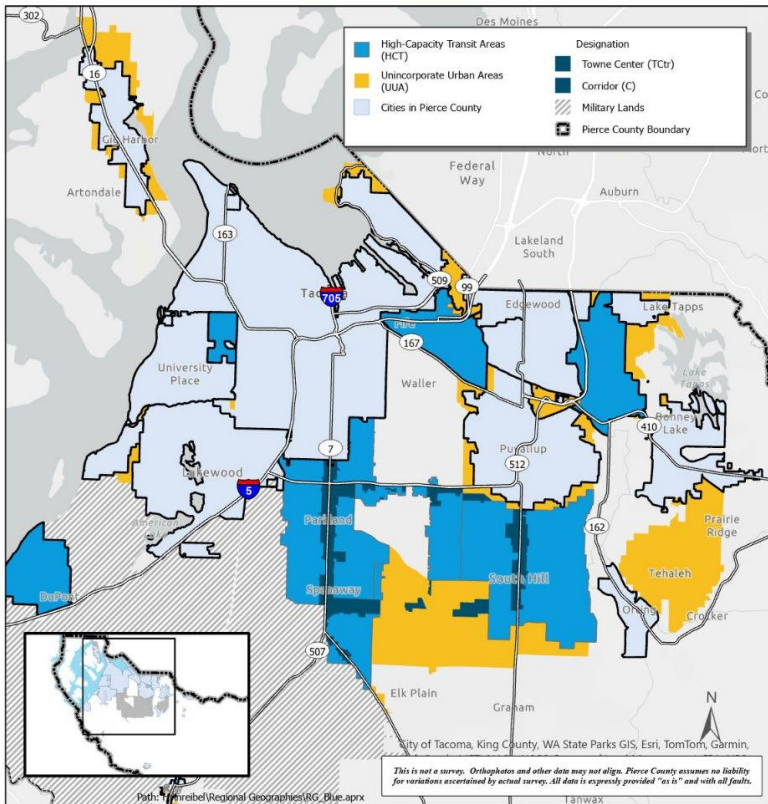 302
Des Moines
High-Capacity Transit Areas
(HCT)
Unincorporate Urban Areas
(UUA)
Cities in Pierce County
Designation
Towne Center (TCtr)
Corridor (C)
Military Lands
Pierce County Boundary
16
Gig Harbor
Artondale
Federal
Way
Auburn
Lakeland
South
163
705
509
99
Edgewood
Lake Tapps
Fife
167
University
Place
Waller
Lake
Tapps
Bonney
Lake
410
Puyallup
512
7
Lakewood
5
American
Parkland
162
Prairie
Ridge
South Hill
Tehaleh
Spanaway
DuPont
Orting
Crocker
507
Elk Plain
Graham
N
City of Tacoma, King County, WA State Parks GIS, Esri, TomTom, Garmin,
This is not a survey. Orthophotos and other data may not align. Pierce County assumes no liability
for variations ascertained by actual survey. All data is expressly provided "as is" and with all faults.
Tanwax